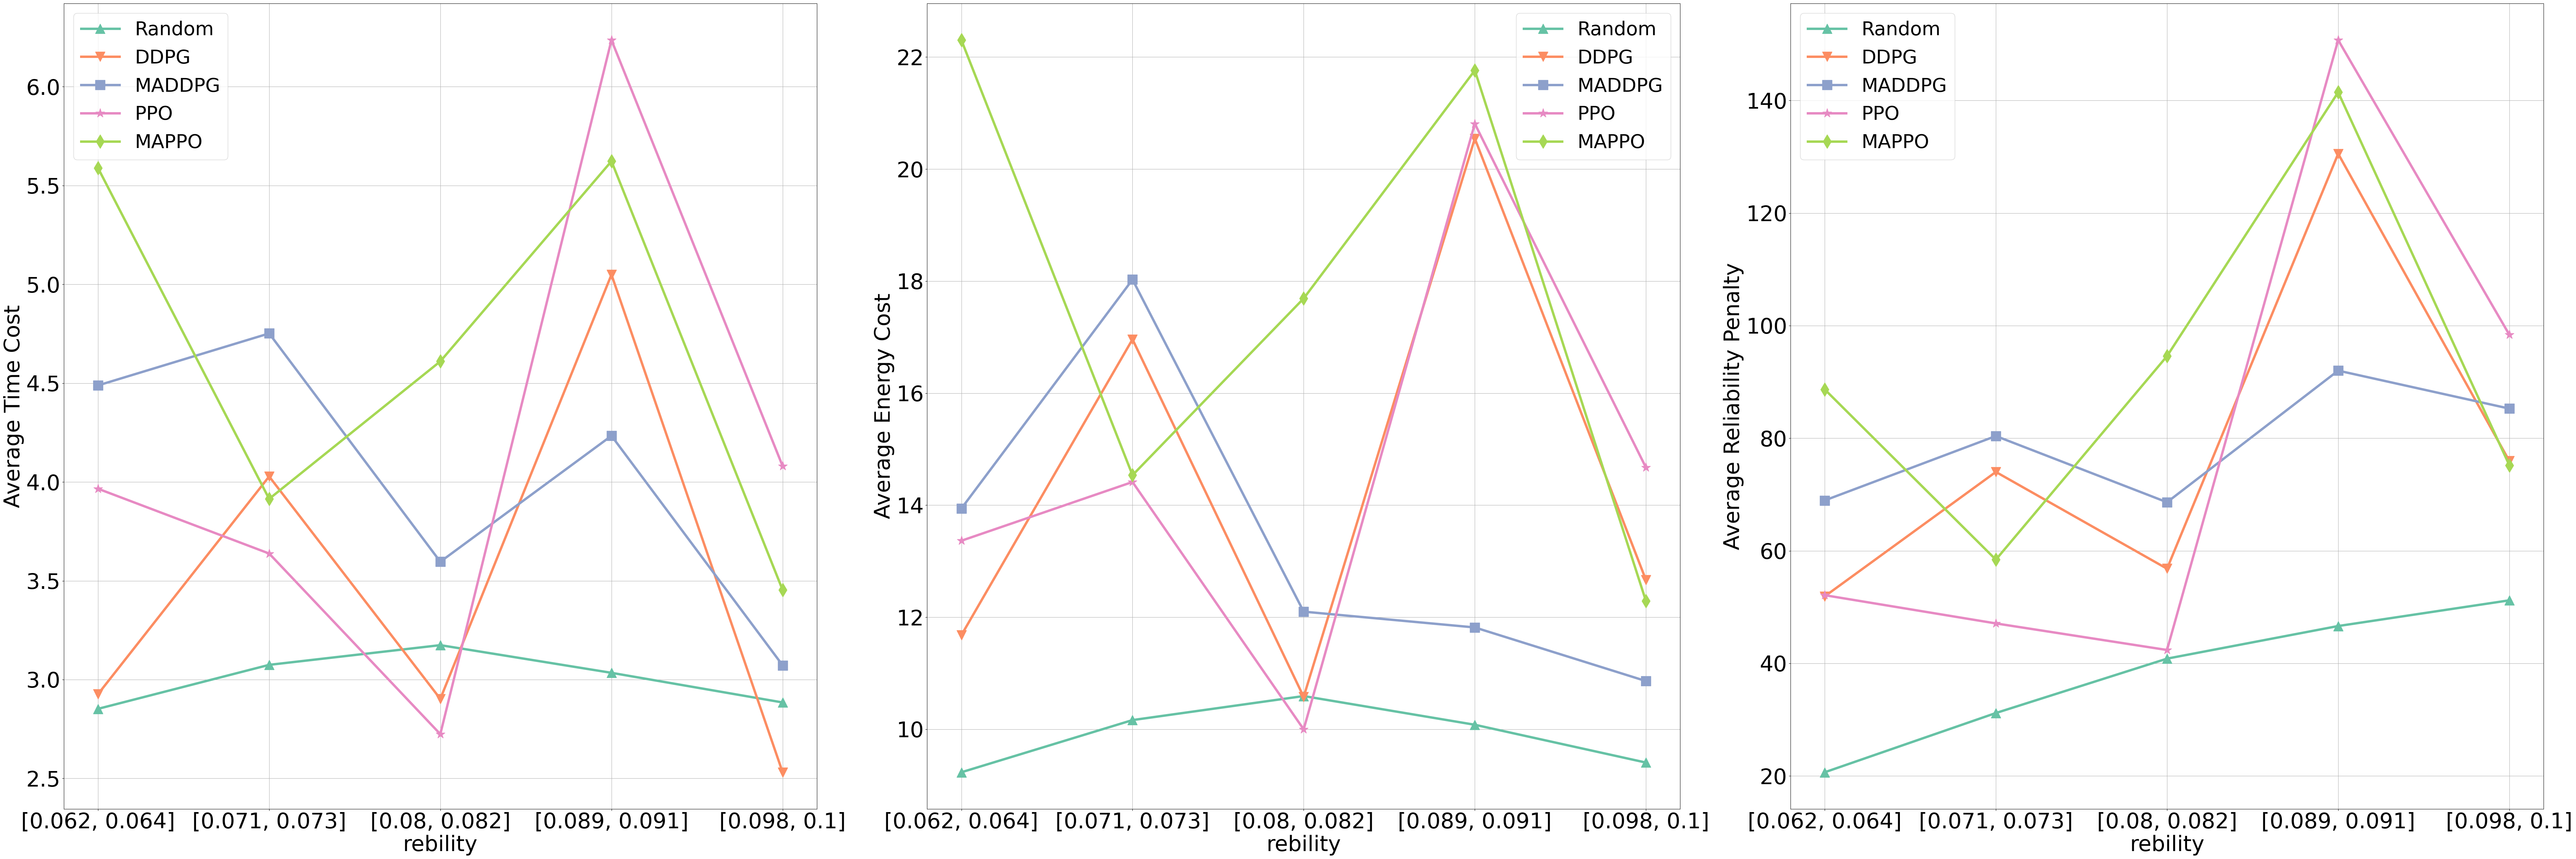 Average Time Cost
6.0
5.5
5.0
4.5
4.0
3.5
3.0
2.5
Random
DDPG
MADDPG
PPO
MAPPO
[0.062, 0.064] [0.071, 0.073] [0.08, 0.082] [0.089, 0.091] [0.098, 0.1]
rebility
Average Energy Cost
22
20
18
16
14
12
10
Random
DDPG
MADDPG
PPO
MAPPO
[0.062, 0.064] [0.071, 0.073] [0.08, 0.082] [0.089, 0.091] [0.098, 0.1]
rebility
Average Reliability Penalty
140
120
100
80
60
40
20
Random
DDPG
MADDPG
PPO
MAPPO
[0.062, 0.064] [0.071, 0.073] [0.08, 0.082] [0.089, 0.091] [0.098, 0.1]
rebility